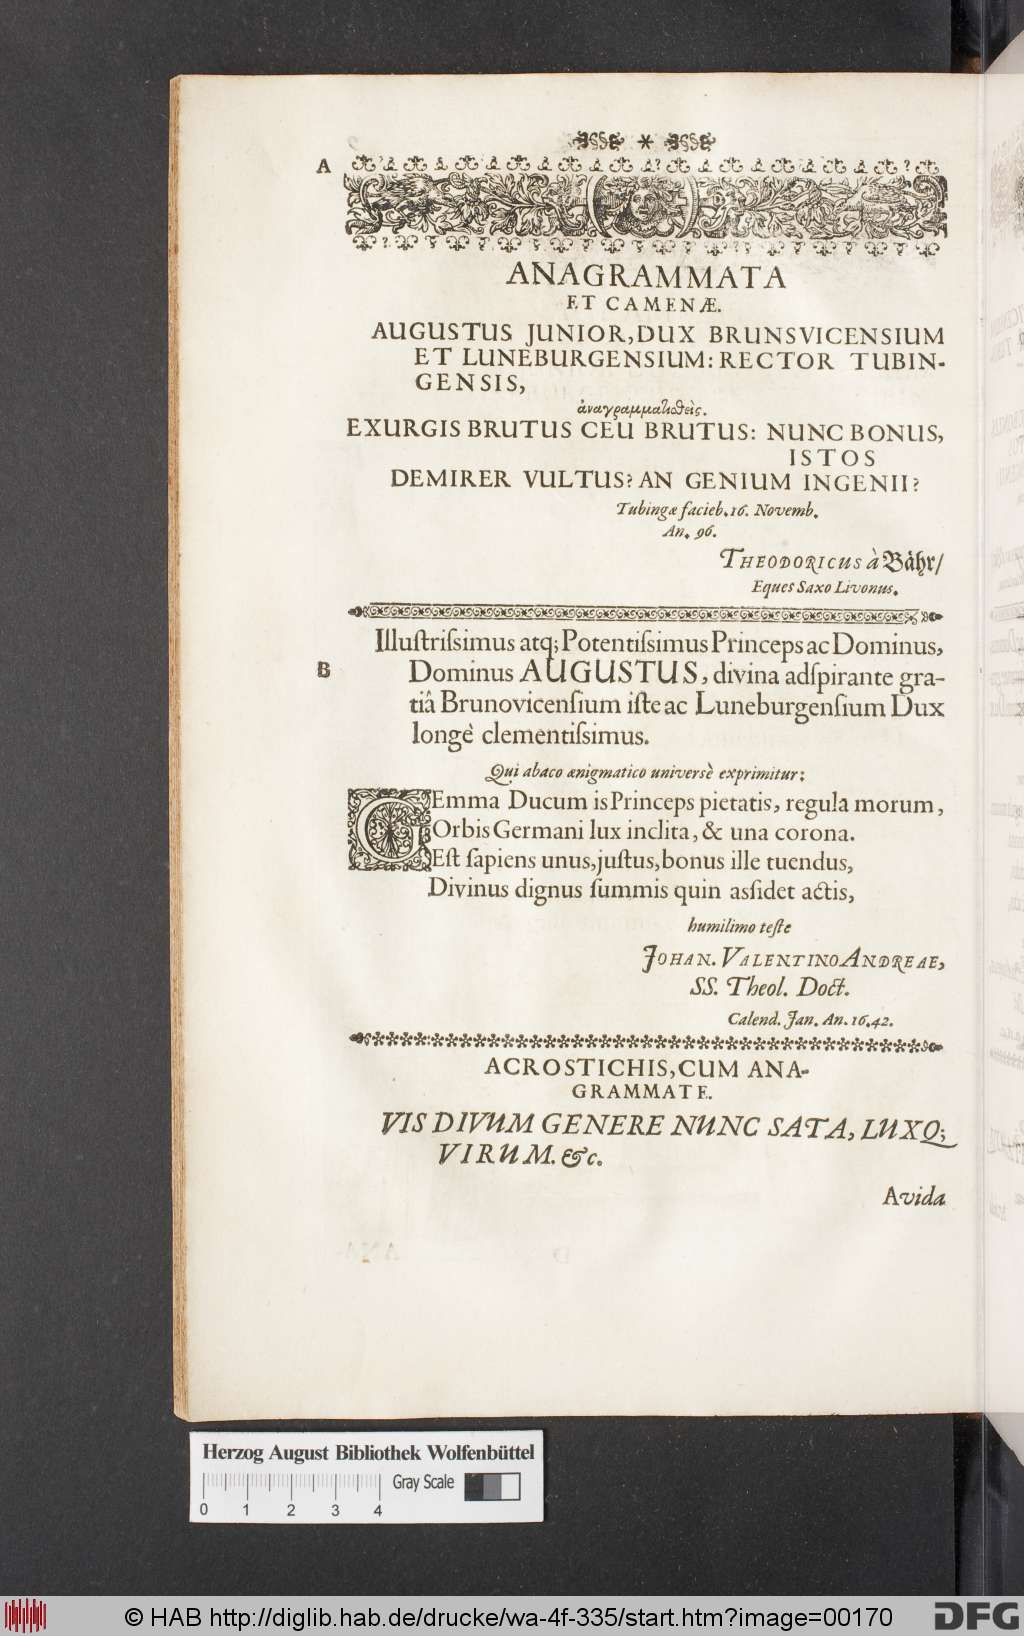 A
ANAGRAMMATA
ET CAMENÆ.
AUGUSTUS JUNIOR, DUX BRUNSVICENSIUM
ET LUNEBURGENSIUM: RECTOR TUBIN-
GENSIS,
ἀναγραμματιοθείς.
EXURGIS BRUTUS CEU BRUTUS: NUNC BONUS,
ISTOS
DEMIRER VULTUS? AN GENIUM INGENII?
Tubingæ facieb. 16. Novemb.
An. 96.
THEODORICUS à Bähr/
Eques Saxo Livonus.
Illustrißimus atq; Potentißimus Princeps ac Dominus,
B
Dominus AUGUSTUS, divina adſpirante gra-
tiâ Brunovicenſium iſte ac Luneburgenſium Dux
longè clementißimus.
Qui abaco ænigmatico universè exprimitur:
GEmma Ducum is Princeps pietatis, regula morum,
Orbis Germani lux inclita, & una corona.
Eſt ſapiens unus, juſtus, bonus ille tuendus,
Divinus dignus ſummis quin aßidet actis,
humilimo teſte
JOHAN. VALENTINO ANDREAE,
SS. Theol. Doct.
Calend. Jan. An. 16.42.
ACROSTICHIS, CUM ANA-
GRAMMATE.
VIS DIVUM GENERE NUNC SATA, LUXQ;
VIRUM. &c.
Avida
Herzog August Bibliothek Wolfenbüttel
Gray Scale
0 1 2 3 4
© HAB http://diglib.hab.de/drucke/wa-4f-335/start.htm?image=00170
DFG